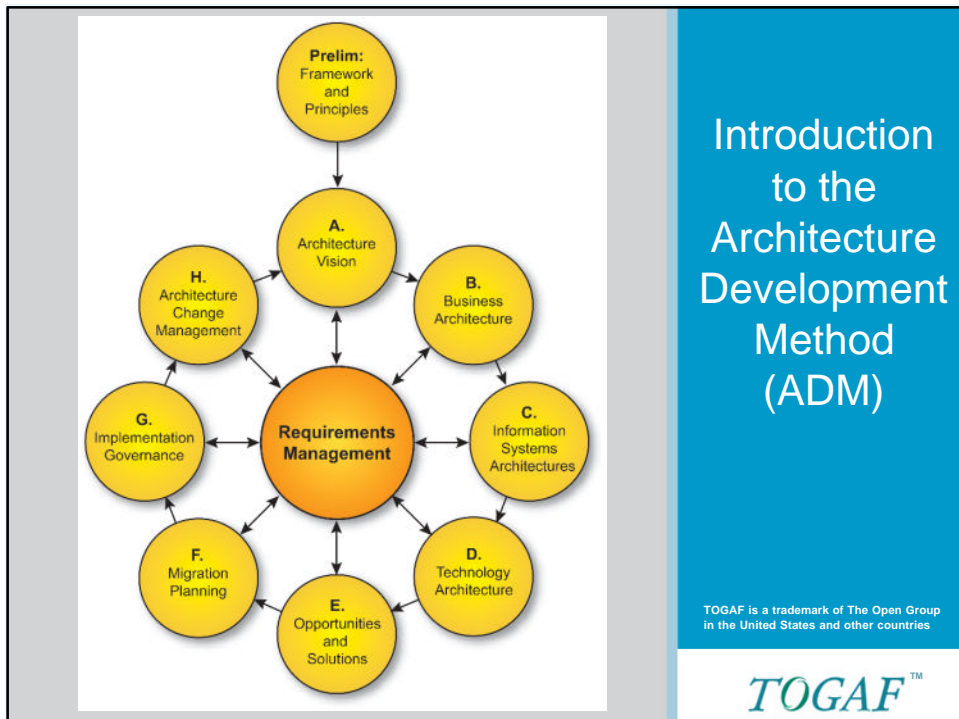 Prelim:
Framework
and
Principles
A.
Architecture
Vision
H.
Architecture
Change
Management
B.
Business
Architecture
G.
Implementation
Governance
Requirements
Management
C.
Information
Systems
Architectures
F.
Migration
Planning
D.
Technology
Architecture
E.
Opportunities
and
Solutions
Introduction
to the
Architecture
Development
Method
(ADM)
TOGAF is a trademark of The Open Group
in the United States and other countries
TOGAF™